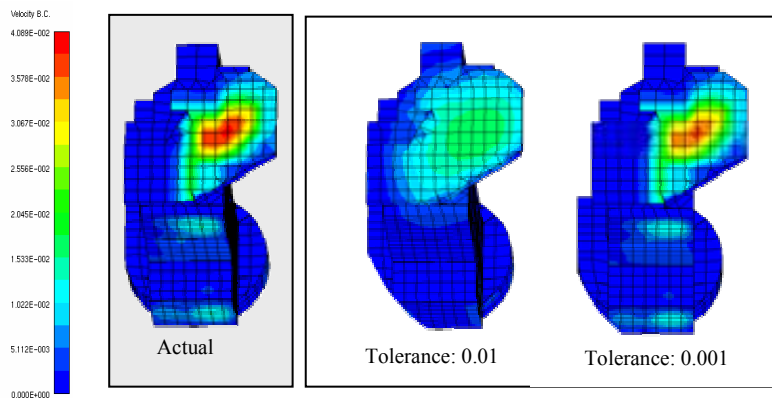 Velocity B.C.
4.089E-002
3.578E-002
3.067E-002
2.556E-002
2.045E-002
1.533E-002
1.022E-002
5.112E-003
0.000E+000
Actual
Tolerance: 0.01
Tolerance: 0.001